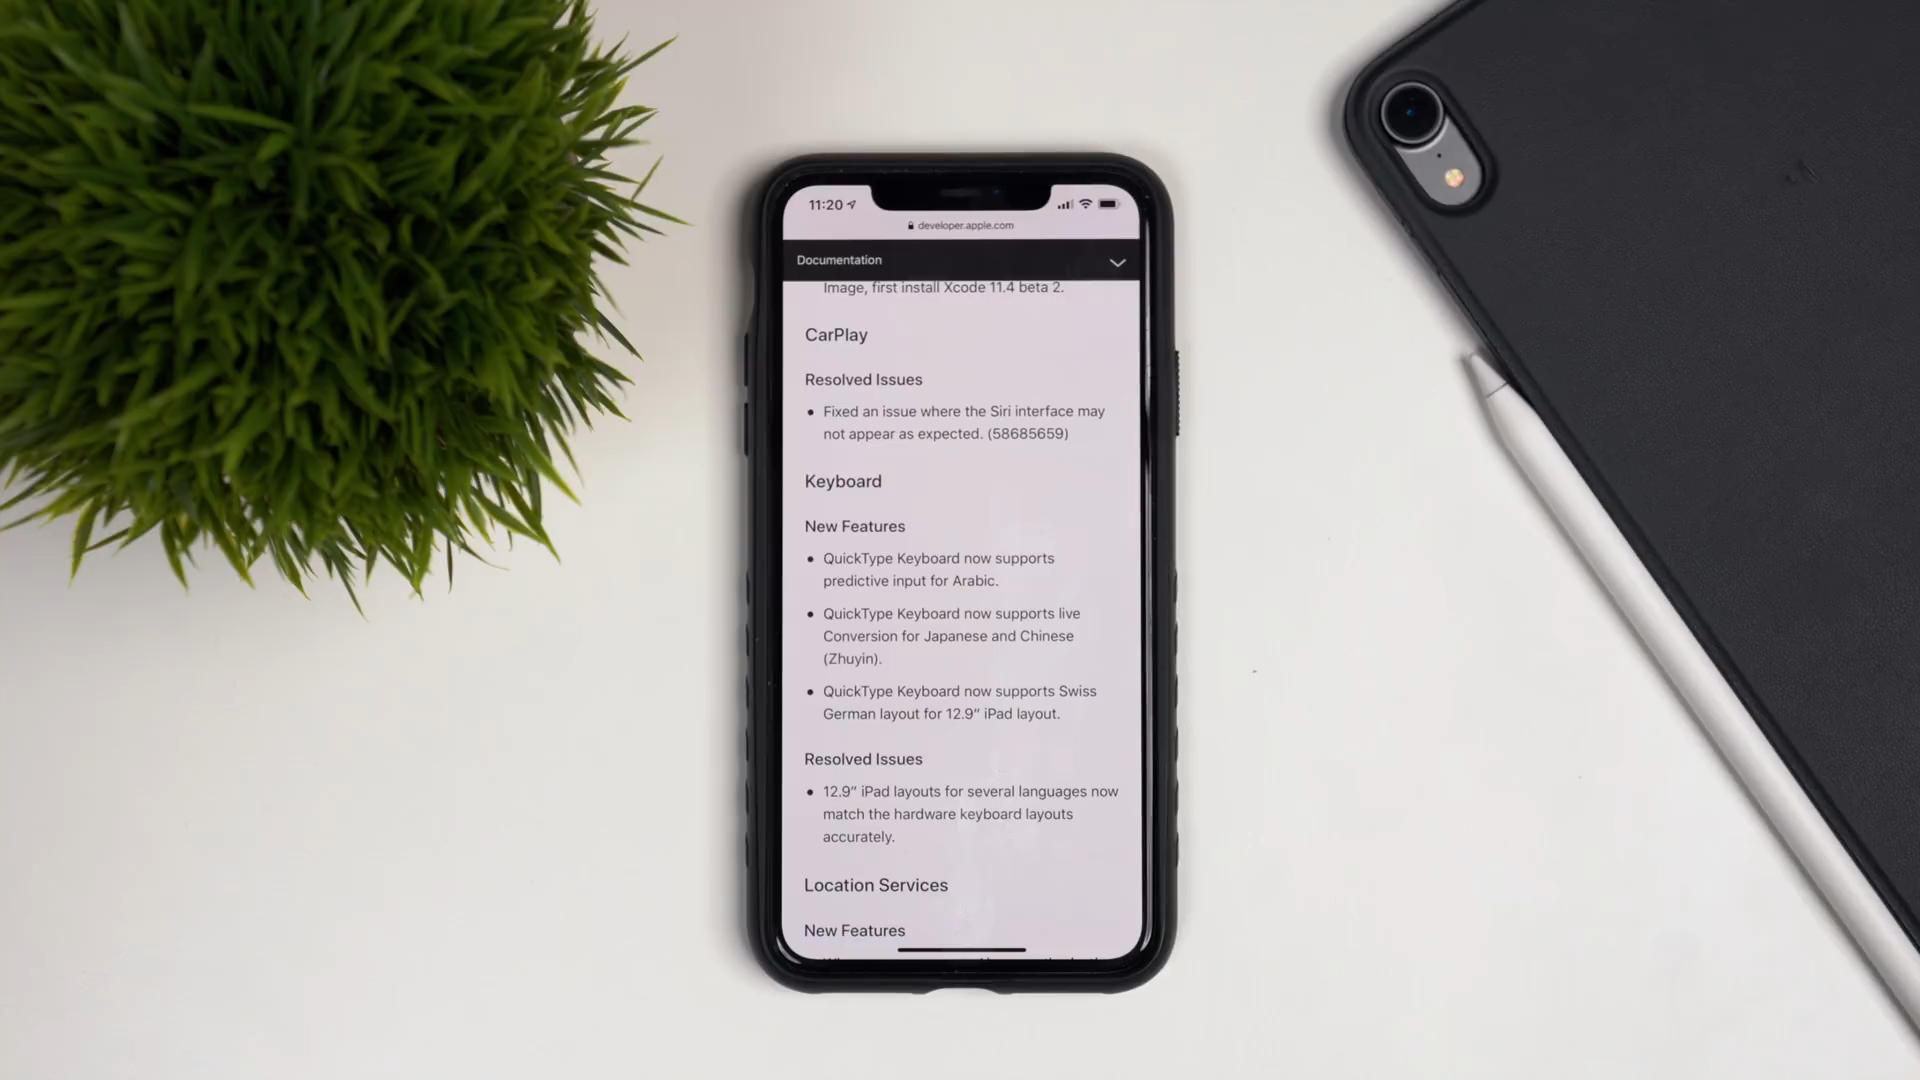 11:20
developer.apple.com
Documentation
Image, first install Xcode 11.4 beta 2.
CarPlay
Resolved Issues
• Fixed an issue where the Siri interface may
not appear as expected. (58685659)
Keyboard
New Features
• QuickType Keyboard now supports
predictive input for Arabic.
• QuickType Keyboard now supports live
Conversion for Japanese and Chinese
(Zhuyin).
• QuickType Keyboard now supports Swiss
German layout for 12.9” iPad layout.
Resolved Issues
• 12.9” iPad layouts for several languages now
match the hardware keyboard layouts
accurately.
Location Services
New Features